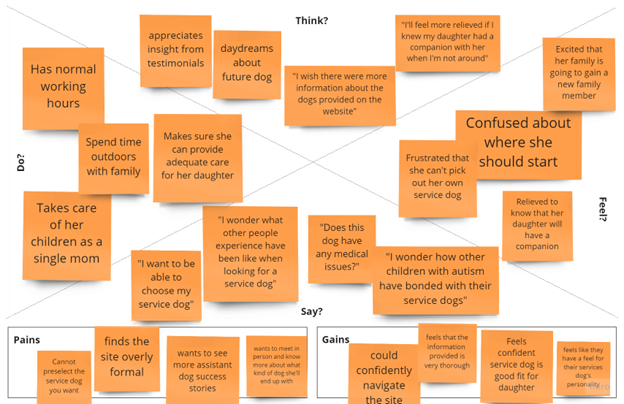 Think?
appreciates
insight from
testimonials
daydreams
about
future dog
"I wish there were more
information about the
dogs provided on the
website"
"I'll feel more relieved if I
knew my daughter had a
companion with her
when I'm not around"
Excited that
her family is
going to gain a
new family
member
Has normal
working
hours
Spend time
outdoors
with family
Makes sure she
can provide
adequate care
for her daughter
Do?
Takes care
of her
children as a
single mom
Confused about
where she
should start
Frustrated that
she can't pick
out her own
service dog
Relieved to
know that her
daughter will
have a
companion
Feel?
"I want to be
able to
choose my
service dog"
"I wonder what
other people
experience have
been like when
looking for a
service dog"
"Does this
dog have
any medical
issues?"
"I wonder how other
children with autism
have bonded with their
service dogs"
Say?
Pains
Cannot
preselect the
service dog
you want
finds the
site overly
formal
wants to see
more assistant
dog success
stories
wants to meet in
person and know
more about what
kind of dog she'll
end up with
Gains
could
confidently
navigate
the site
feels that the
information
provided is
very thorough
Feels
confident
service dog is
good fit for
daughter
feels like they
have a feel for
their services
dog's
personality
miro